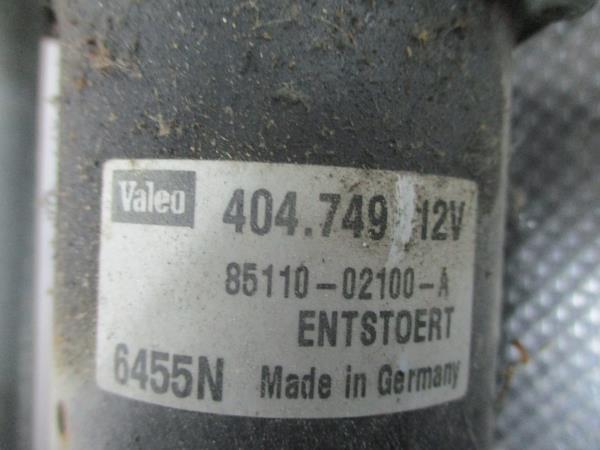 Valeo 404.749 12V
85110-02100-A
ENTSTOERT
6455N Made in Germany